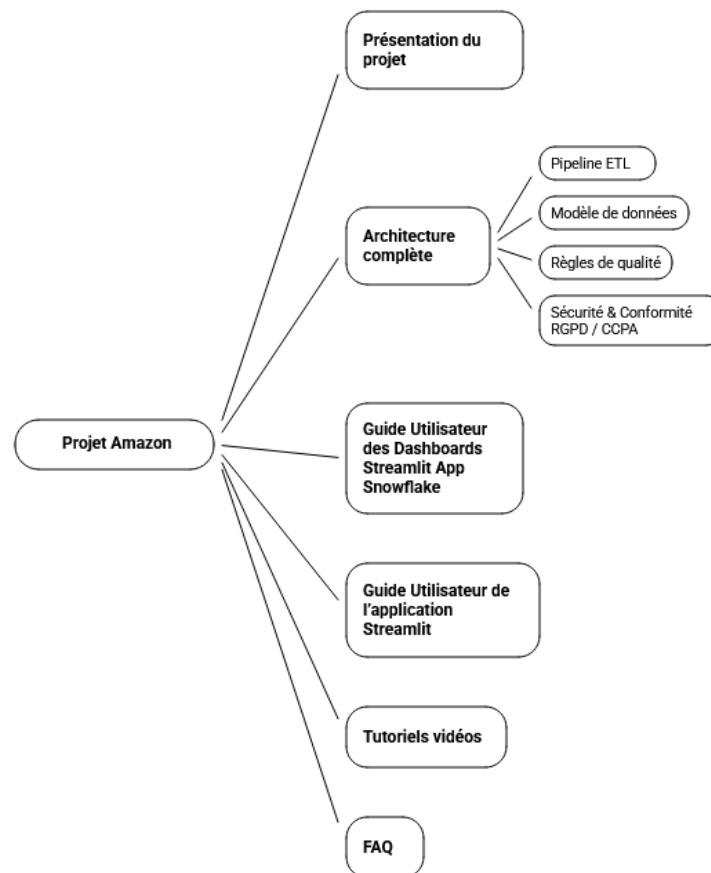 Présentation du
projet
Pipeline ETL
Modèle de données
Architecture
complète
Règles de qualité
Sécurité & Conformité
RGPD / CCPA
Projet Amazon
Guide Utilisateur
des Dashboards
Streamlit App
Snowflake
Guide Utilisateur de
l'application
Streamlit
Tutoriels vidéos
FAQ